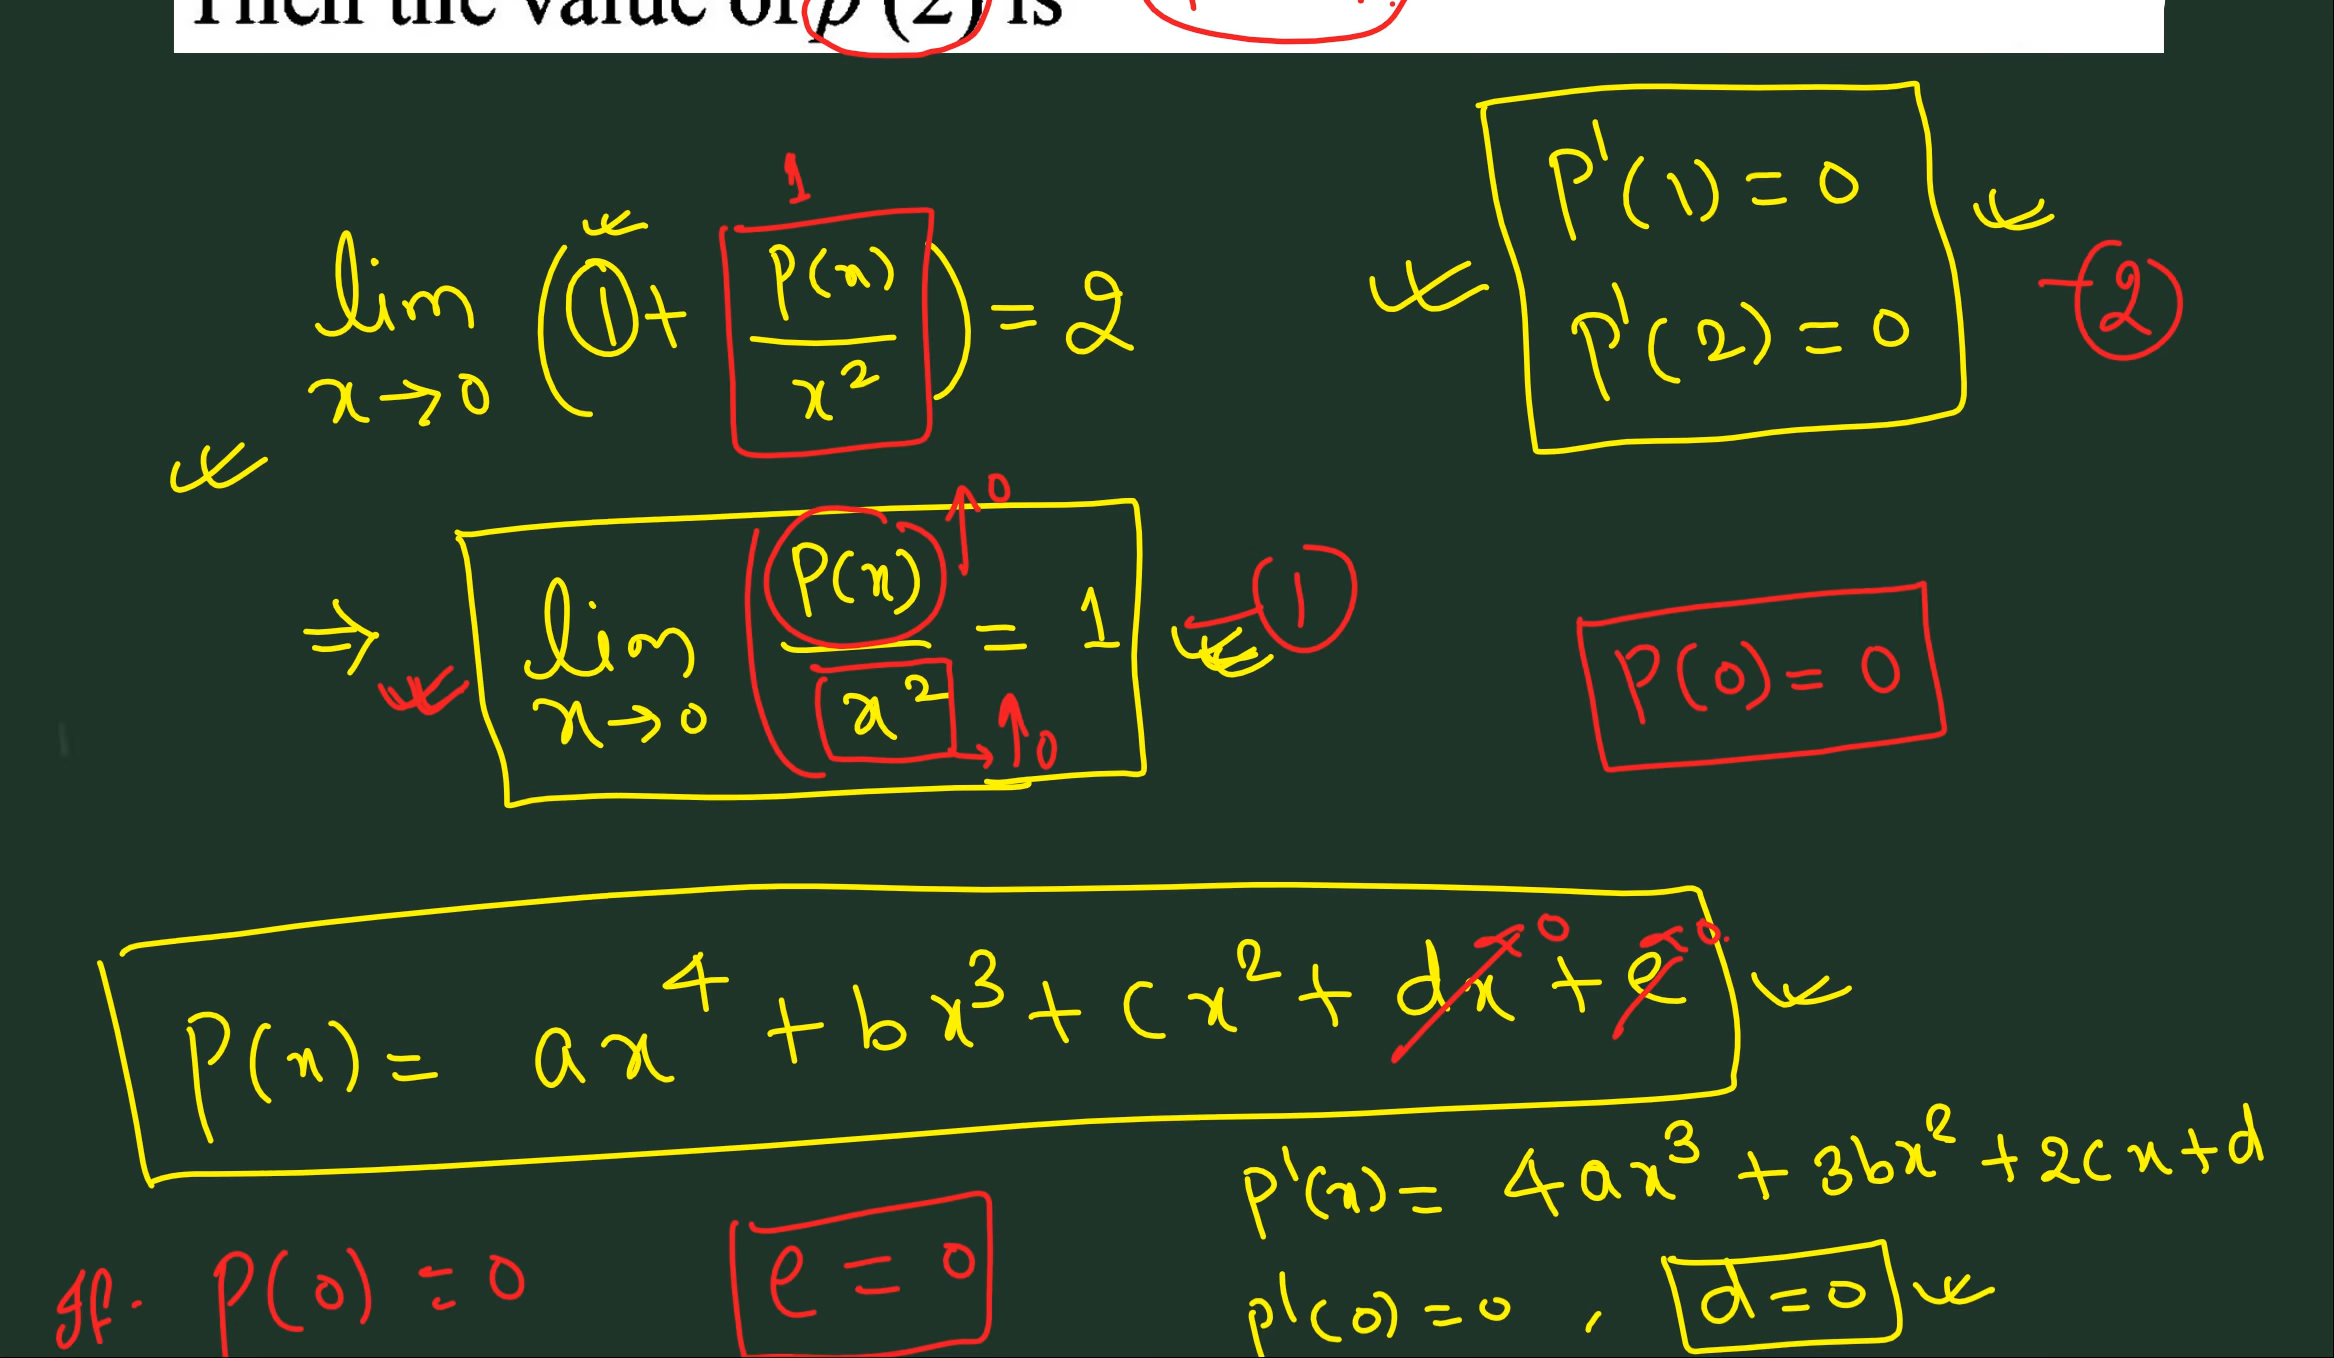 Then the value of p (2) is
1
lim x→0 (1 + P(x)/x²) = 2
P'(1) = 0
P'(2) = 0
2
⇒ lim x→0 (P(x)/x²) = 1
0
0
1
P(0) = 0
P(x) = ax⁴ + bx³ + cx² + dx + e
0 0
P'(x) = 4ax³ + 3bx² + 2cx + d
If. P(0) = 0
e = 0
P'(0) = 0 , d = 0